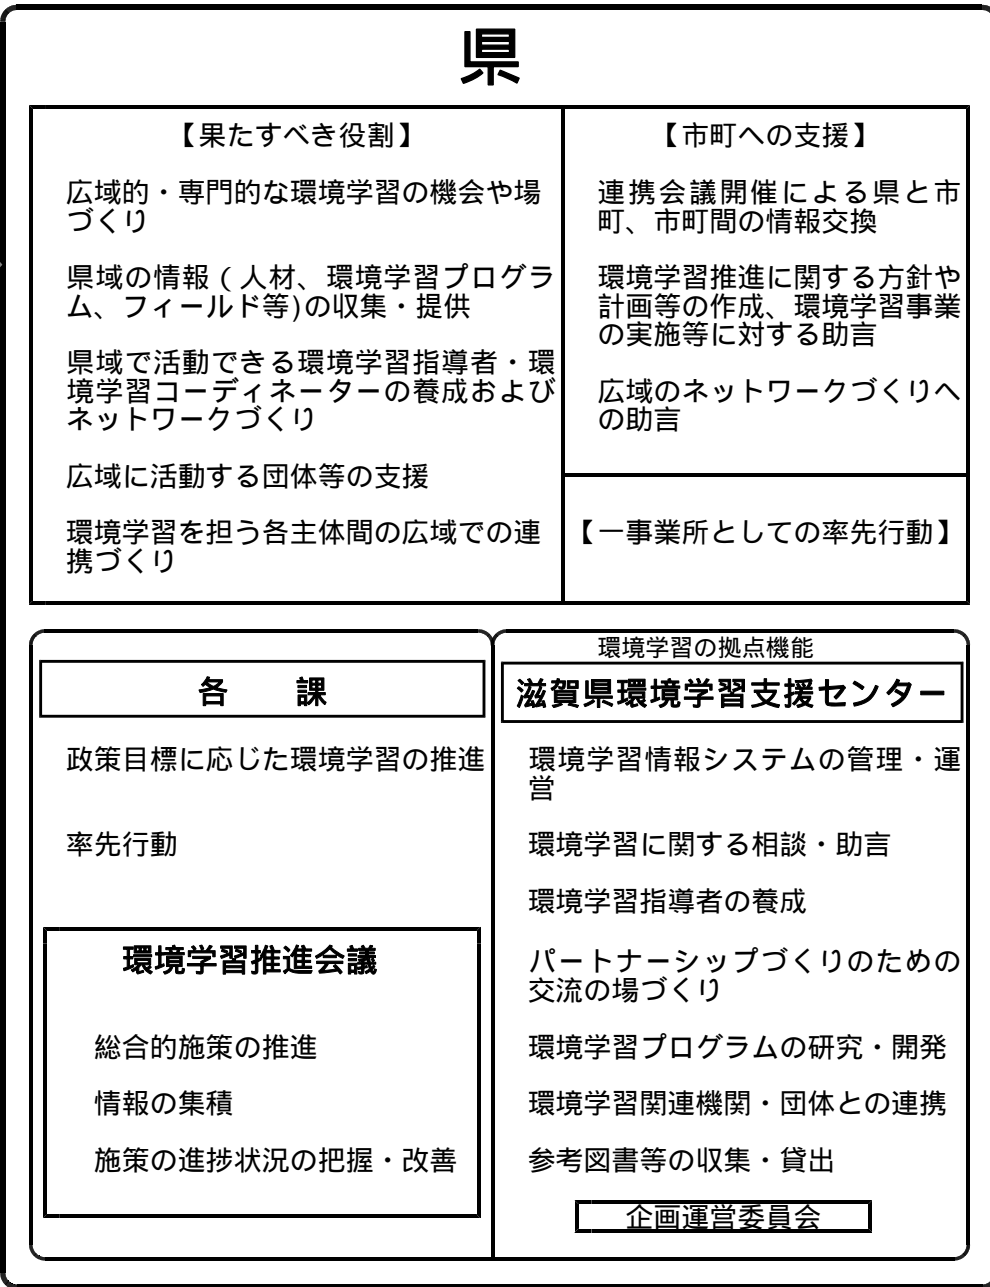 県
【果たすべき役割】
広域的・専門的な環境学習の機会や場
づくり
県域の情報(人材、環境学習プログラ
ム、フィールド等)の収集・提供
県域で活動できる環境学習指導者・環
境学習コーディネーターの養成および
ネットワークづくり
広域に活動する団体等の支援
環境学習を担う各主体間の広域での連
携づくり
【市町への支援】
連携会議開催による県と市
町、市町間の情報交換
環境学習推進に関する方針や
計画等の作成、環境学習事業
の実施等に対する助言
広域のネットワークづくりへ
の助言
【一事業所としての率先行動】
各 課
政策目標に応じた環境学習の推進
率先行動
環境学習推進会議
総合的施策の推進
情報の集積
施策の進捗状況の把握・改善
環境学習の拠点機能
滋賀県環境学習支援センター
環境学習情報システムの管理・運
営
環境学習に関する相談・助言
環境学習指導者の養成
パートナーシップづくりのための
交流の場づくり
環境学習プログラムの研究・開発
環境学習関連機関・団体との連携
参考図書等の収集・貸出
企画運営委員会